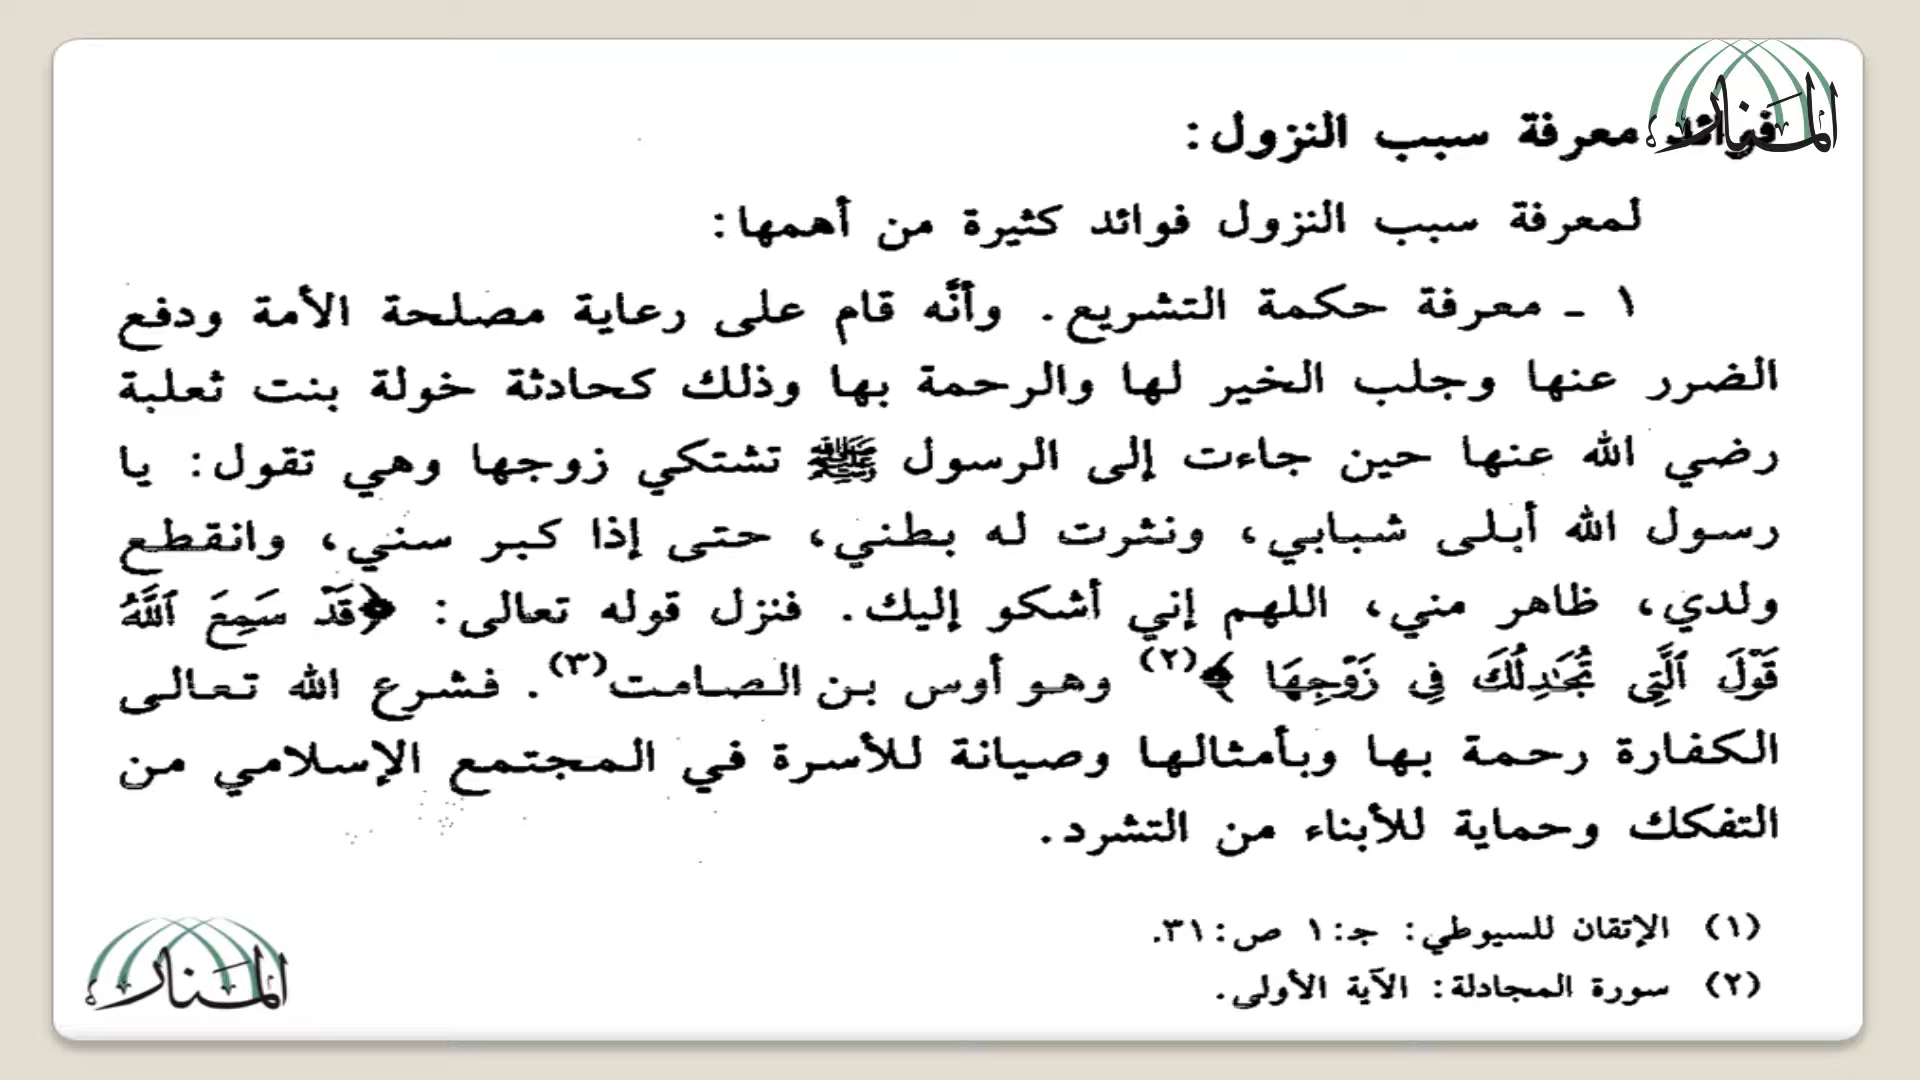 فوائد معرفة سبب النزول:
لمعرفة سبب النزول فوائد كثيرة من أهمها:
١ ـ معرفة حكمة التشريع. وأنَّه قام على رعاية مصلحة الأمة ودفع
الضرر عنها وجلب الخير لها والرحمة بها وذلك كحادثة خولة بنت ثعلبة
رضي الله عنها حين جاءت إلى الرسول ﷺ تشتكي زوجها وهي تقول: يا
رسول الله أبلى شبابي، ونثرت له بطني، حتى إذا كبر سني، وانقطع
ولدي، ظاهر مني، اللهم إني أشكو إليك. فنزل قوله تعالى: ﴿قَدْ سَمِعَ ٱللَّهُ
قَوْلَ ٱلَّتِى تُجَـٰدِلُكَ فِى زَوْجِهَا﴾(٢) وهو أوس بن الصامت(٣). فشرع الله تعالى
الكفارة رحمة بها وبأمثالها وصيانة للأسرة في المجتمع الإسلامي من
التفكك وحماية للأبناء من التشرد.
(١) الإتقان للسيوطي: جـ: ١ ص: ٣١.
(٢) سورة المجادلة: الآية الأولى.
المنار
المنار